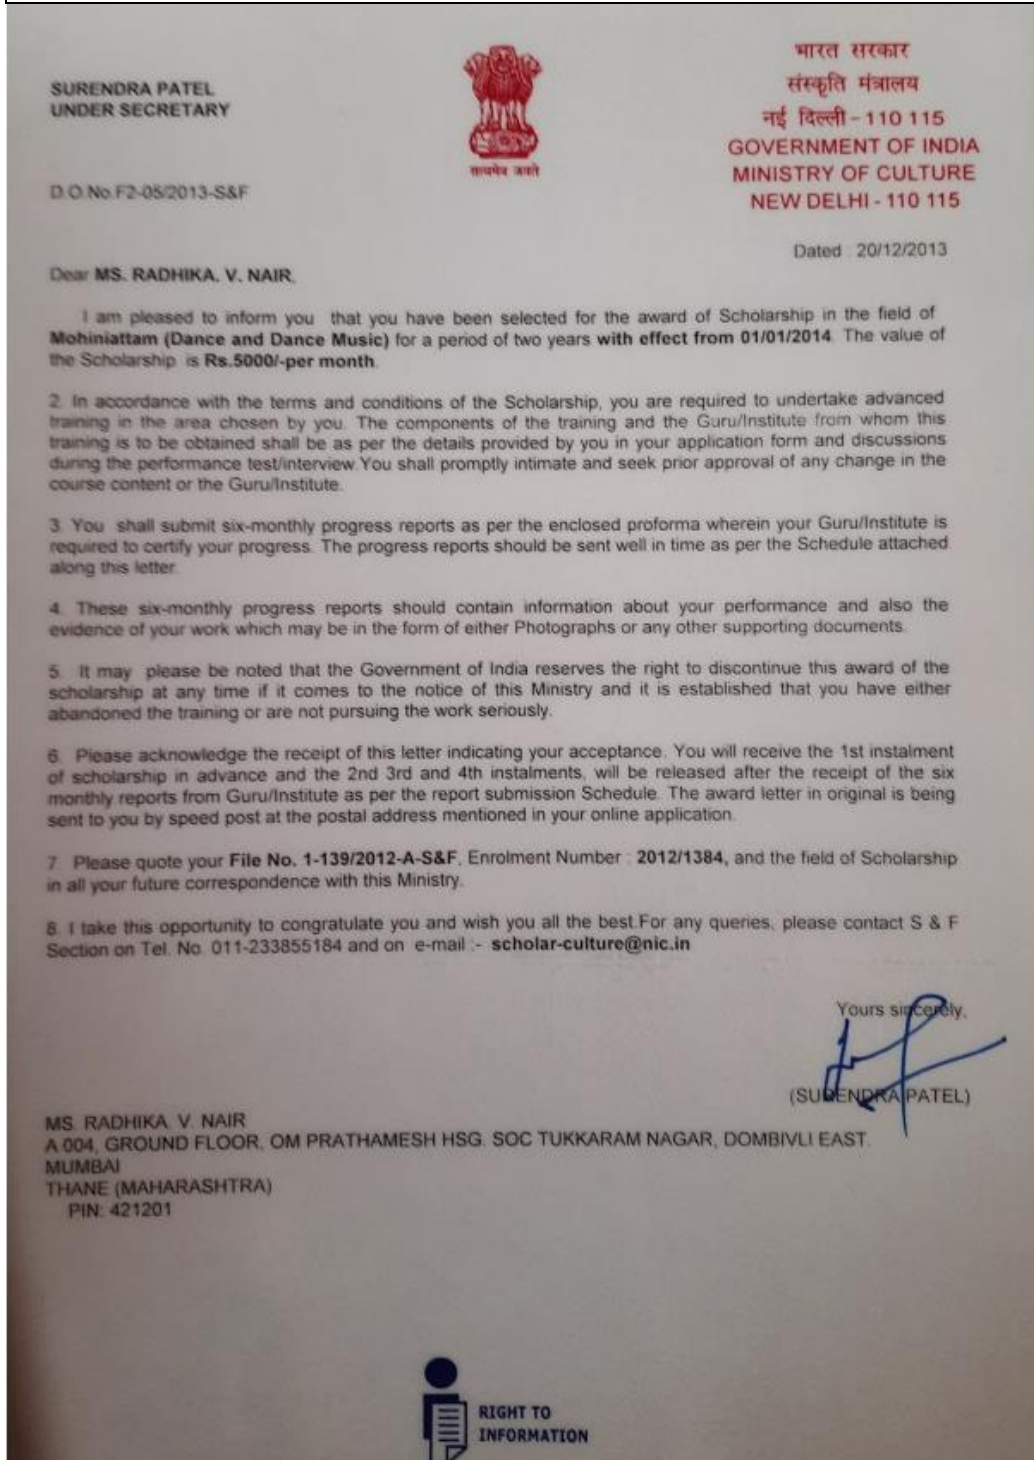 SURENDRA PATEL
UNDER SECRETARY
D.O.No.F2-05/2013-S&F
सत्यमेव जयते
भारत सरकार
संस्कृति मंत्रालय
नई दिल्ली - 110 115
GOVERNMENT OF INDIA
MINISTRY OF CULTURE
NEW DELHI - 110 115
Dated : 20/12/2013
Dear MS. RADHIKA. V. NAIR,
I am pleased to inform you that you have been selected for the award of Scholarship in the field of
Mohiniattam (Dance and Dance Music) for a period of two years with effect from 01/01/2014. The value of
the Scholarship is Rs.5000/-per month.
2. In accordance with the terms and conditions of the Scholarship, you are required to undertake advanced
training in the area chosen by you. The components of the training and the Guru/Institute from whom this
training is to be obtained shall be as per the details provided by you in your application form and discussions
during the performance test/interview.You shall promptly intimate and seek prior approval of any change in the
course content or the Guru/Institute.
3. You shall submit six-monthly progress reports as per the enclosed proforma wherein your Guru/Institute is
required to certify your progress. The progress reports should be sent well in time as per the Schedule attached
along this letter.
4. These six-monthly progress reports should contain information about your performance and also the
evidence of your work which may be in the form of either Photographs or any other supporting documents.
5. It may please be noted that the Government of India reserves the right to discontinue this award of the
scholarship at any time if it comes to the notice of this Ministry and it is established that you have either
abandoned the training or are not pursuing the work seriously.
6. Please acknowledge the receipt of this letter indicating your acceptance. You will receive the 1st instalment
of scholarship in advance and the 2nd 3rd and 4th instalments, will be released after the receipt of the six
monthly reports from Guru/Institute as per the report submission Schedule. The award letter in original is being
sent to you by speed post at the postal address mentioned in your online application.
7. Please quote your File No. 1-139/2012-A-S&F, Enrolment Number : 2012/1384, and the field of Scholarship
in all your future correspondence with this Ministry.
8. I take this opportunity to congratulate you and wish you all the best.For any queries, please contact S & F
Section on Tel. No. 011-233855184 and on e-mail :- scholar-culture@nic.in
Yours sincerely,
(SURENDRA PATEL)
MS. RADHIKA. V. NAIR
A 004, GROUND FLOOR, OM PRATHAMESH HSG. SOC TUKKARAM NAGAR, DOMBIVLI EAST.
MUMBAI
THANE (MAHARASHTRA)
PIN: 421201
RIGHT TO
INFORMATION